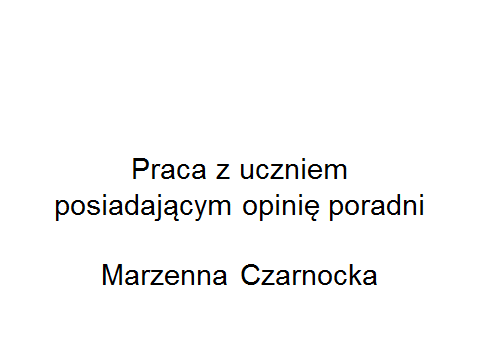 Praca z uczniem
posiadającym opinię poradni
Marzenna Czarnocka